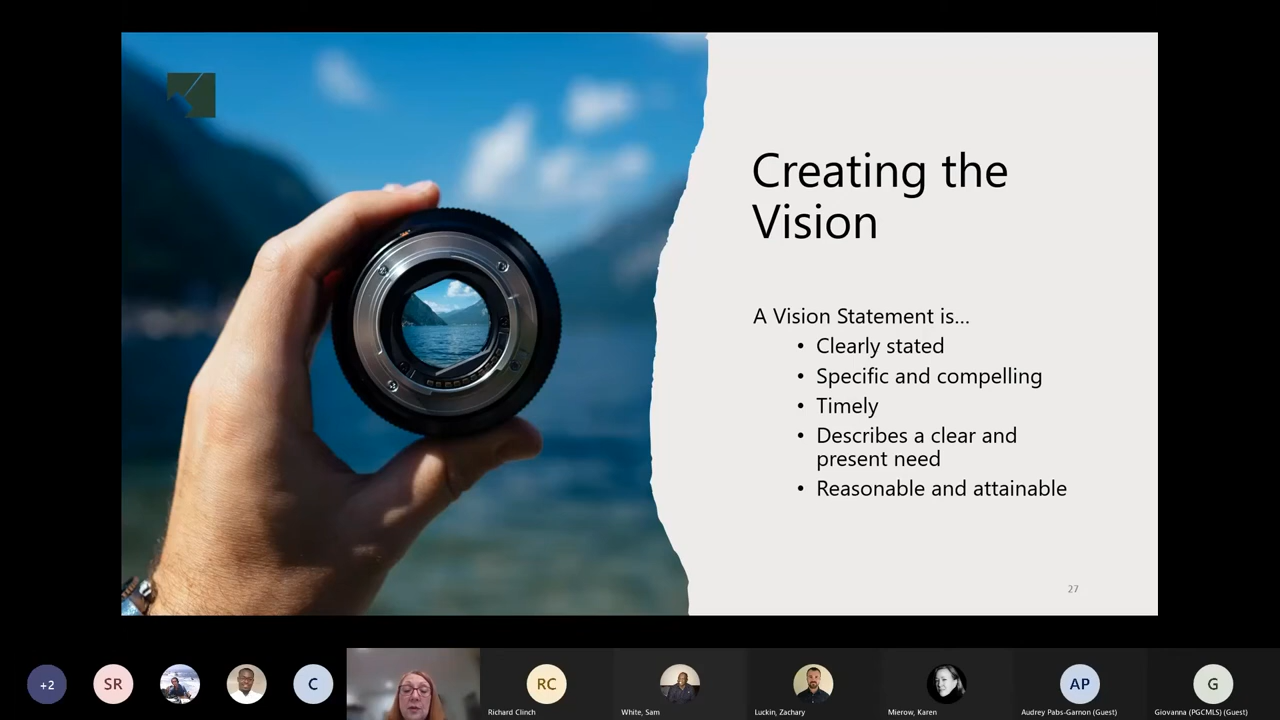 Creating the
Vision
A Vision Statement is...
• Clearly stated
• Specific and compelling
• Timely
• Describes a clear and
present need
• Reasonable and attainable
27
+2
SR
C
RC
AP
G
Richard Clinch
White, Sam
Luckin, Zachary
Mierow, Karen
Audrey Pabs-Garnon (Guest)
Giovanna (PGCMLS) (Guest)